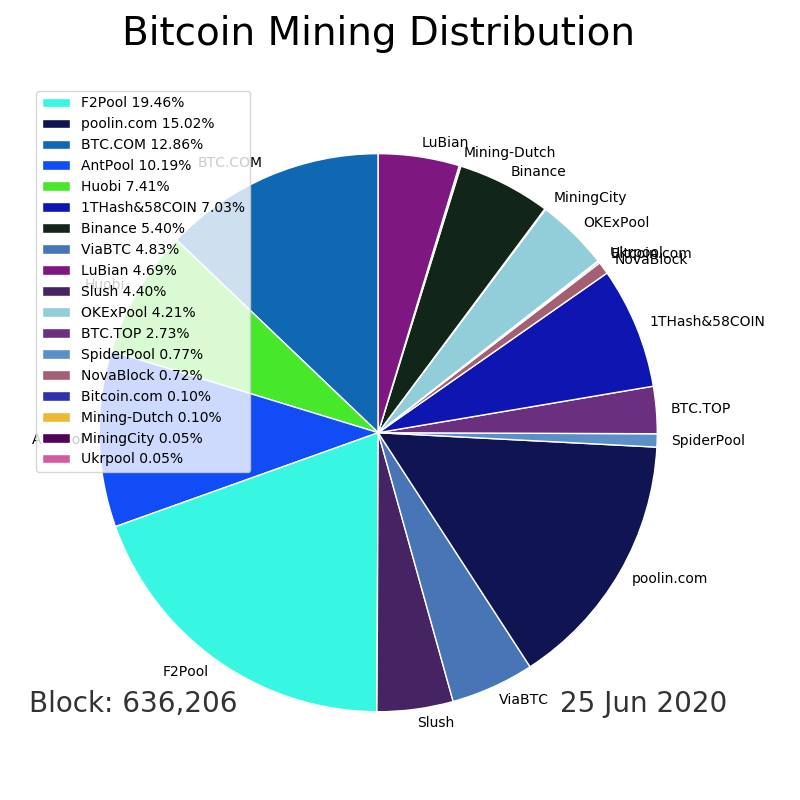 Bitcoin Mining Distribution
F2Pool 19.46%
poolin.com 15.02%
BTC.COM 12.86%
AntPool 10.19%
Huobi 7.41%
1THash&58COIN 7.03%
Binance 5.40%
ViaBTC 4.83%
LuBian 4.69%
Slush 4.40%
OKExPool 4.21%
BTC.TOP 2.73%
SpiderPool 0.77%
NovaBlock 0.72%
Bitcoin.com 0.10%
Mining-Dutch 0.10%
MiningCity 0.05%
Ukrpool 0.05%
LuBian
Mining-Dutch
Binance
MiningCity
OKExPool
Ukrpool
Bitcoin.com
NovaBlock
1THash&58COIN
BTC.TOP
SpiderPool
poolin.com
ViaBTC
Slush
F2Pool
Huobi
BTC.COM
Block: 636,206
25 Jun 2020